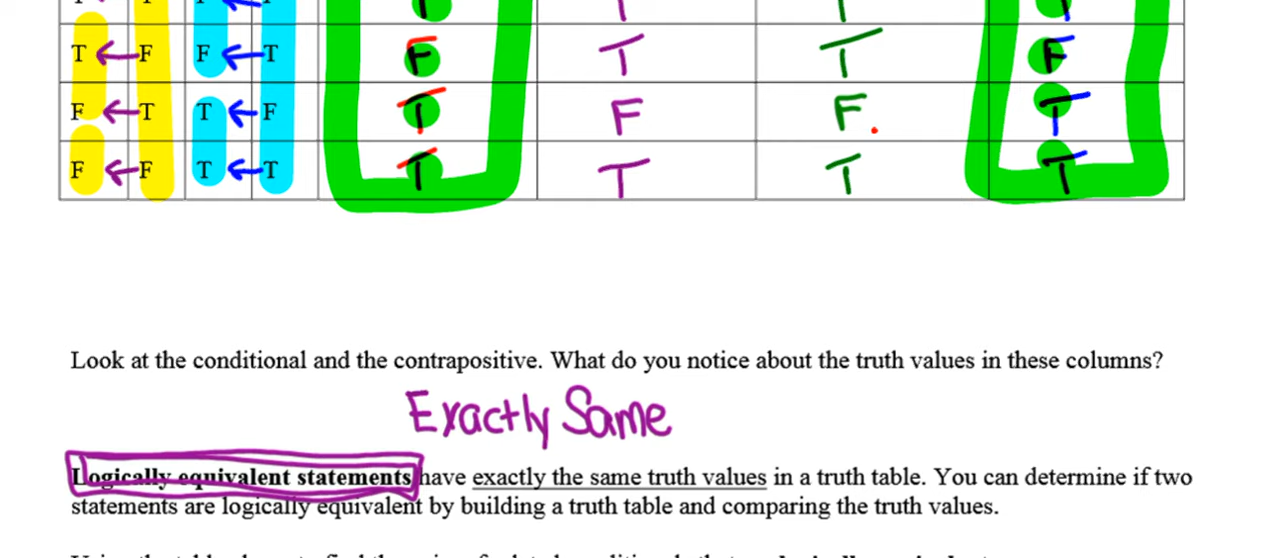 T F F T F T T F
F T T F T F F T
F F T T T T T T
Look at the conditional and the contrapositive. What do you notice about the truth values in these columns?
Exactly Same
Logically equivalent statements have exactly the same truth values in a truth table. You can determine if two
statements are logically equivalent by building a truth table and comparing the truth values.